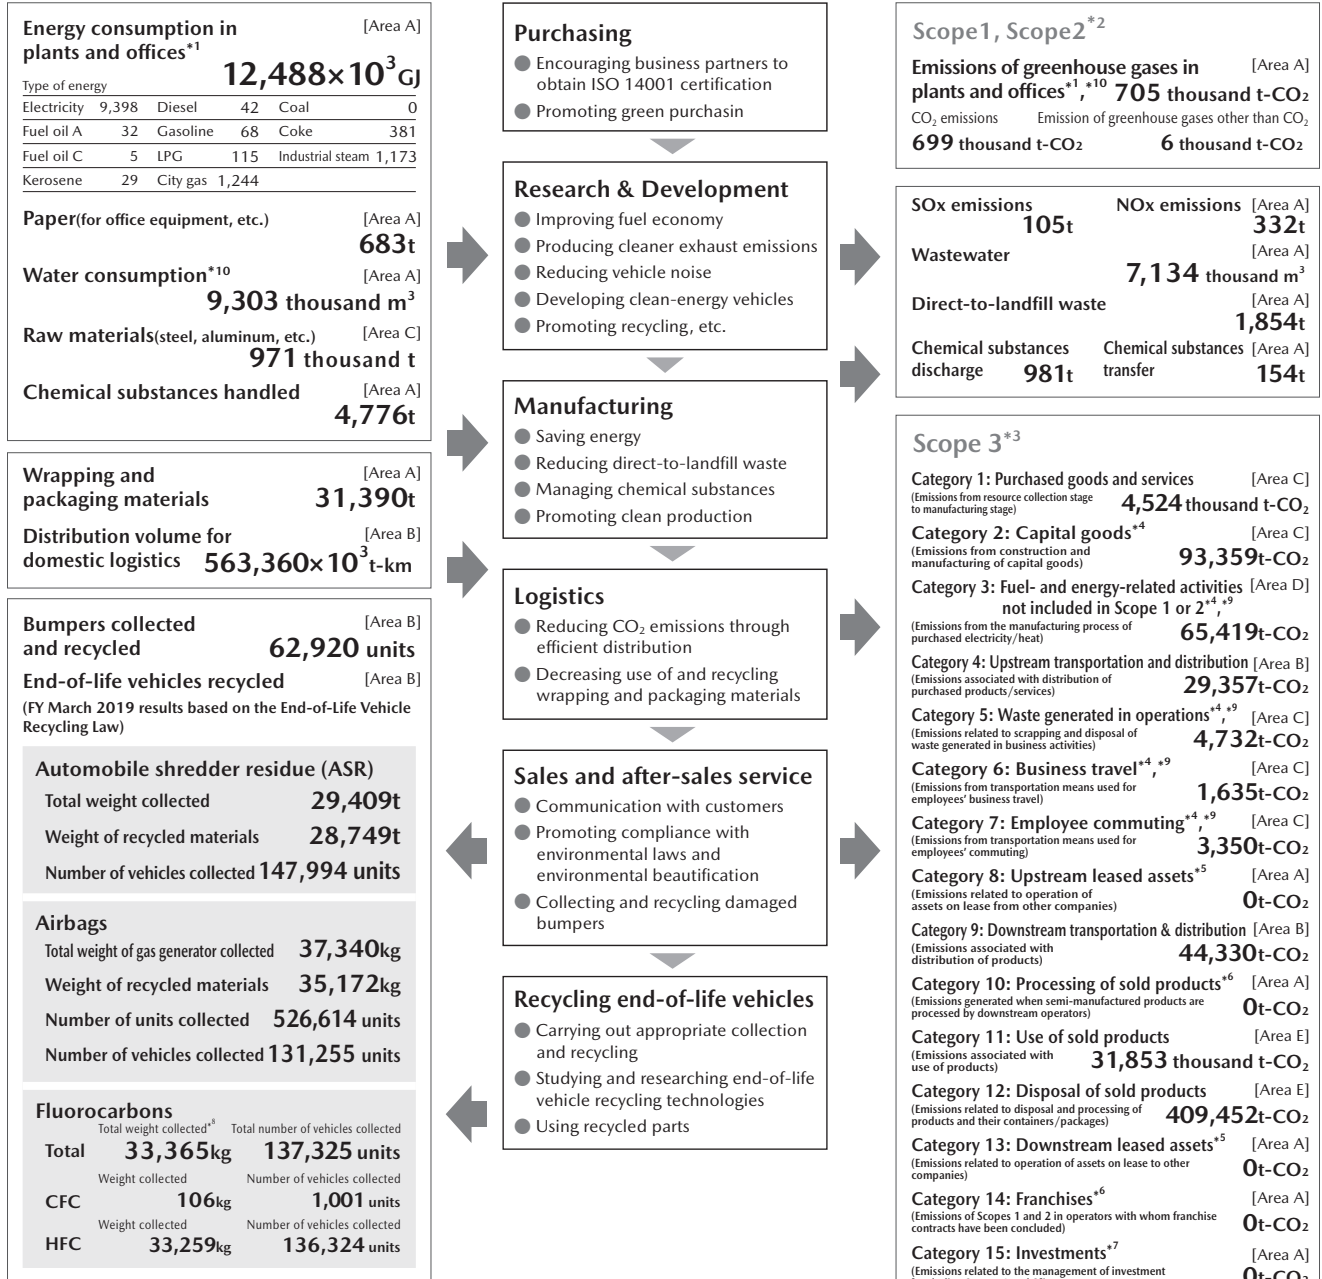 Energy consumption in [Area A]
plants and offices*1
12,488×10³GJ
Type of energy
Electricity 9,398 Diesel 42 Coal 0
Fuel oil A 32 Gasoline 68 Coke 381
Fuel oil C 5 LPG 115 Industrial steam 1,173
Kerosene 29 City gas 1,244
Paper(for office equipment, etc.) [Area A]
683t
Water consumption*10 [Area A]
9,303 thousand m³
Raw materials(steel, aluminum, etc.) [Area C]
971 thousand t
Chemical substances handled [Area A]
4,776t
Wrapping and [Area A]
packaging materials 31,390t
Distribution volume for [Area B]
domestic logistics 563,360×10³t-km
Bumpers collected [Area B]
and recycled 62,920 units
End-of-life vehicles recycled [Area B]
(FY March 2019 results based on the End-of-Life Vehicle
Recycling Law)
Automobile shredder residue (ASR)
Total weight collected 29,409t
Weight of recycled materials 28,749t
Number of vehicles collected 147,994 units
Airbags
Total weight of gas generator collected 37,340kg
Weight of recycled materials 35,172kg
Number of units collected 526,614 units
Number of vehicles collected 131,255 units
Fluorocarbons
Total weight collected*8 Total number of vehicles collected
Total 33,365kg 137,325 units
Weight collected Number of vehicles collected
CFC 106kg 1,001 units
Weight collected Number of vehicles collected
HFC 33,259kg 136,324 units
Purchasing
● Encouraging business partners to
obtain ISO 14001 certification
● Promoting green purchasin
Research & Development
● Improving fuel economy
● Producing cleaner exhaust emissions
● Reducing vehicle noise
● Developing clean-energy vehicles
● Promoting recycling, etc.
Manufacturing
● Saving energy
● Reducing direct-to-landfill waste
● Managing chemical substances
● Promoting clean production
Logistics
● Reducing CO₂ emissions through
efficient distribution
● Decreasing use of and recycling
wrapping and packaging materials
Sales and after-sales service
● Communication with customers
● Promoting compliance with
environmental laws and
environmental beautification
● Collecting and recycling damaged
bumpers
Recycling end-of-life vehicles
● Carrying out appropriate collection
and recycling
● Studying and researching end-of-life
vehicle recycling technologies
● Using recycled parts
Scope1, Scope2*2
Emissions of greenhouse gases in [Area A]
plants and offices*1,*10 705 thousand t-CO₂
CO₂ emissions Emission of greenhouse gases other than CO₂
699 thousand t-CO₂ 6 thousand t-CO₂
SOx emissions NOx emissions [Area A]
105t 332t
Wastewater [Area A]
7,134 thousand m³
Direct-to-landfill waste [Area A]
1,854t
Chemical substances Chemical substances [Area A]
discharge 981t transfer 154t
Scope 3*3
Category 1: Purchased goods and services [Area C]
(Emissions from resource collection stage
to manufacturing stage) 4,524 thousand t-CO₂
Category 2: Capital goods*4 [Area C]
(Emissions from construction and
manufacturing of capital goods) 93,359t-CO₂
Category 3: Fuel- and energy-related activities [Area D]
not included in Scope 1 or 2*4,*9
(Emissions from the manufacturing process of
purchased electricity/heat) 65,419t-CO₂
Category 4: Upstream transportation and distribution [Area B]
(Emissions associated with distribution of
purchased products/services) 29,357t-CO₂
Category 5: Waste generated in operations*4,*9 [Area C]
(Emissions related to scrapping and disposal of
waste generated in business activities) 4,732t-CO₂
Category 6: Business travel*4,*9 [Area C]
(Emissions from transportation means used for
employees' business travel) 1,635t-CO₂
Category 7: Employee commuting*4,*9 [Area C]
(Emissions from transportation means used for
employees' commuting) 3,350t-CO₂
Category 8: Upstream leased assets*5 [Area A]
(Emissions related to operation of
assets on lease from other companies) 0t-CO₂
Category 9: Downstream transportation & distribution [Area B]
(Emissions associated with
distribution of products) 44,330t-CO₂
Category 10: Processing of sold products*6 [Area A]
(Emissions generated when semi-manufactured products are
processed by downstream operators) 0t-CO₂
Category 11: Use of sold products [Area E]
(Emissions associated with
use of products) 31,853 thousand t-CO₂
Category 12: Disposal of sold products [Area E]
(Emissions related to disposal and processing of
products and their containers/packages) 409,452t-CO₂
Category 13: Downstream leased assets*5 [Area A]
(Emissions related to operation of assets on lease to other
companies) 0t-CO₂
Category 14: Franchises*6 [Area A]
(Emissions of Scopes 1 and 2 in operators with whom franchise
contracts have been concluded) 0t-CO₂
Category 15: Investments*7 [Area A]
(Emissions related to the management of investment
0t-CO₂